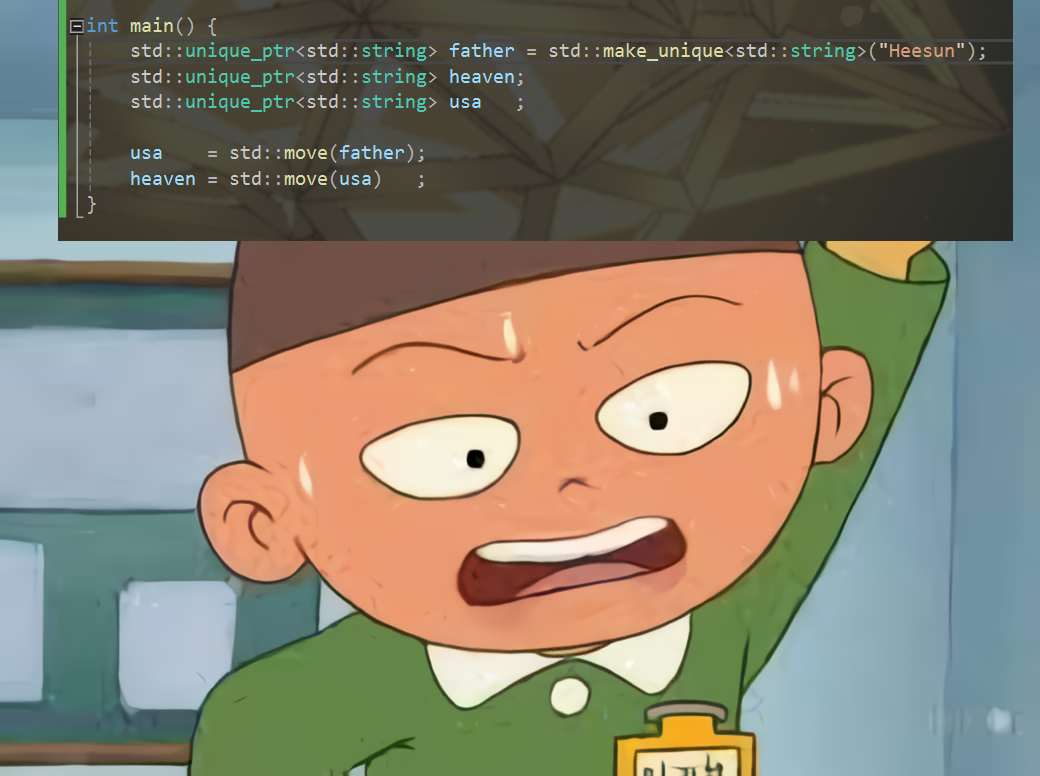 int main() {
std::unique_ptr<std::string> father = std::make_unique<std::string>("Heesun");
std::unique_ptr<std::string> heaven;
std::unique_ptr<std::string> usa   ;
usa    = std::move(father);
heaven = std::move(usa)   ;
}